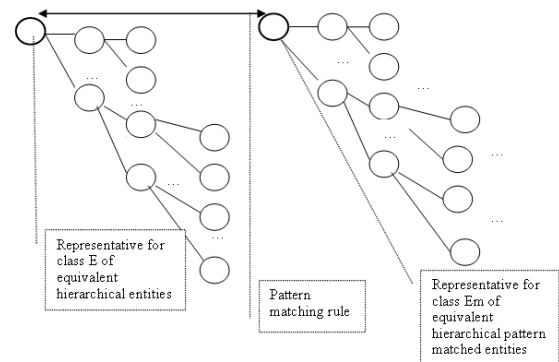 ...
...
...
...
...
...
...
...
...
Representative for
class E of
equivalent
hierarchical entities
Pattern
matching rule
Representative for
class Em of
equivalent
hierarchical pattern
matched entities